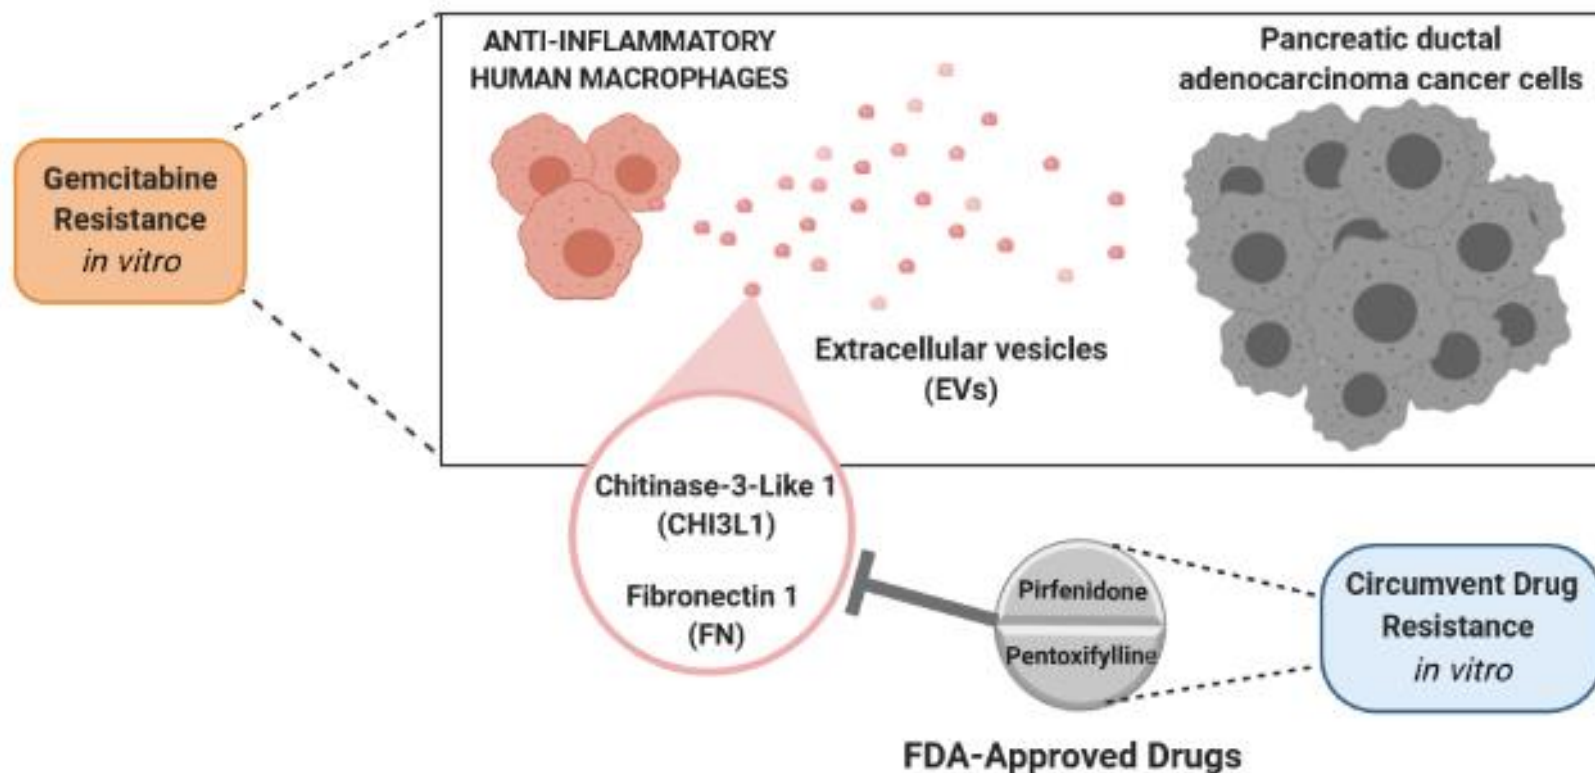 ANTI-INFLAMMATORY
HUMAN MACROPHAGES
Pancreatic ductal
adenocarcinoma cancer cells
Gemcitabine
Resistance
in vitro
Extracellular vesicles
(EVs)
Chitinase-3-Like 1
(CHI3L1)
Fibronectin 1
(FN)
Pirfenidone
Pentoxifylline
Circumvent Drug
Resistance
in vitro
FDA-Approved Drugs